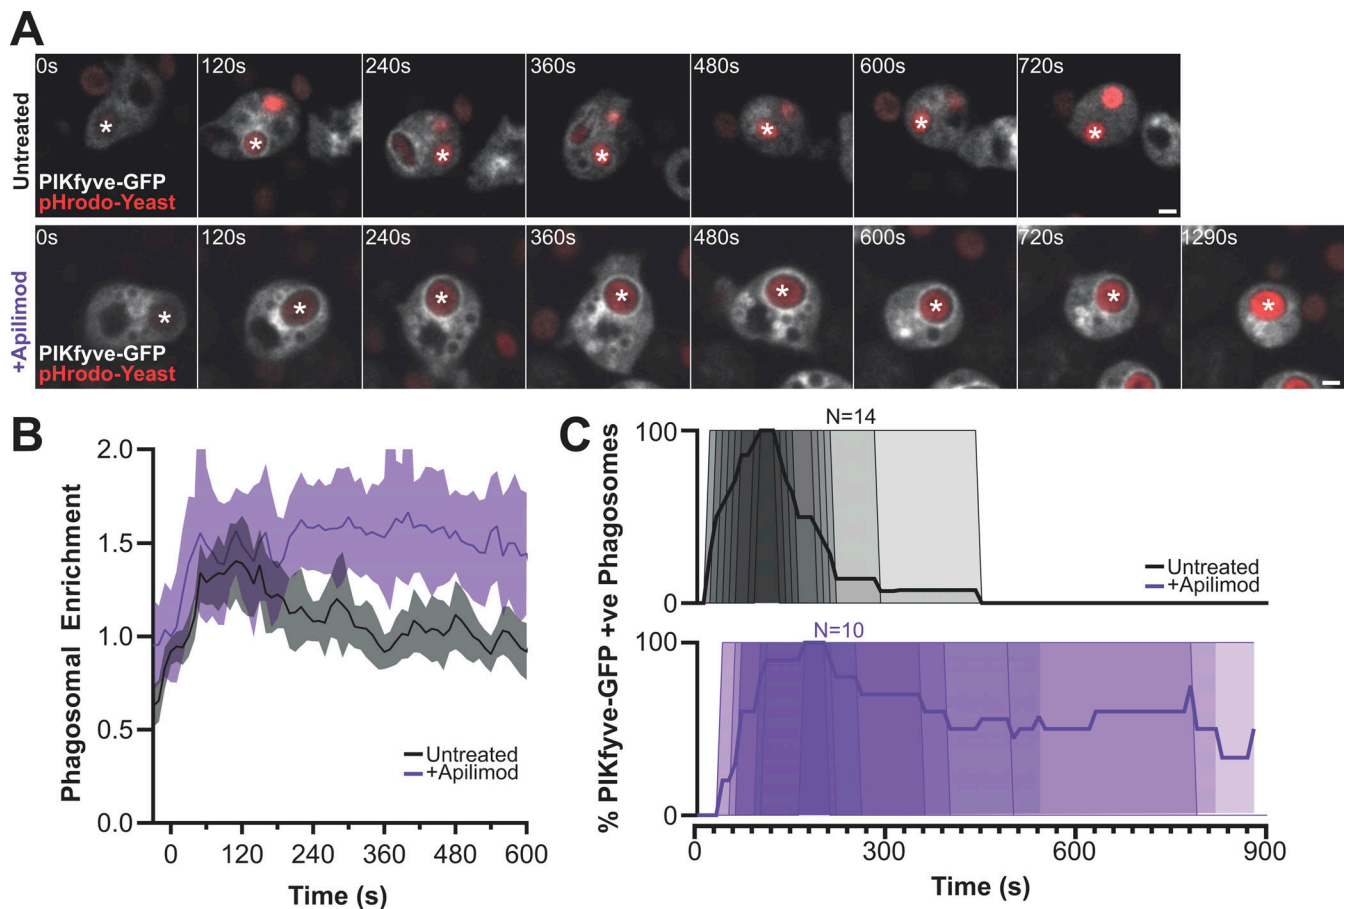 A
Untreated
0s 120s 240s 360s 480s 600s 720s
PIKfyve-GFP
pHrodo-Yeast
+Apilimod
0s 120s 240s 360s 480s 600s 720s 1290s
PIKfyve-GFP
pHrodo-Yeast
B
Phagosomal Enrichment
2.0
1.5
1.0
0.5
0.0
Untreated
+Apilimod
0 120 240 360 480 600
Time (s)
C
% PIKfyve-GFP +ve Phagosomes
N=14
100
0
Untreated
+Apilimod
N=10
100
0
0 300 600 900
Time (s)